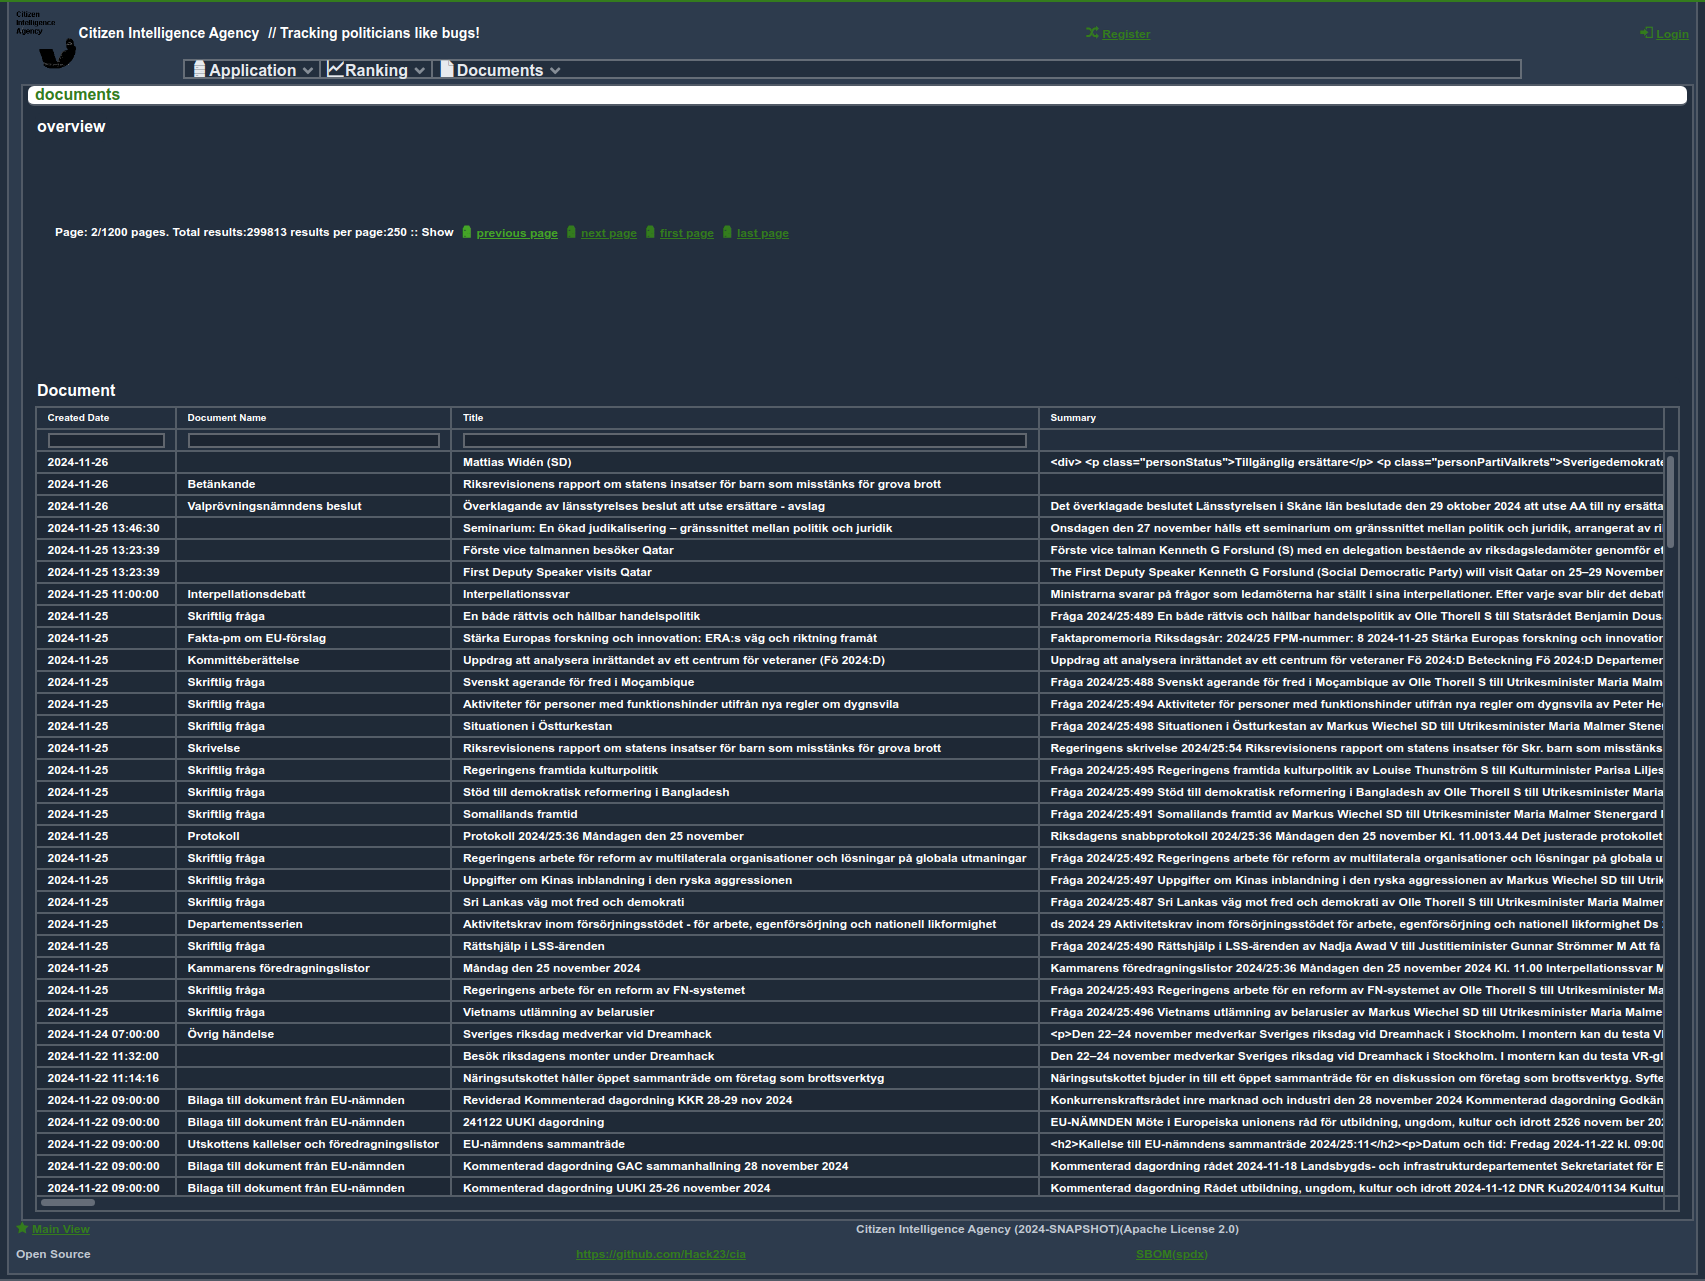 Citizen
Intelligence
Agency
Citizen Intelligence Agency // Tracking politicians like bugs!
Register
Login
Application
Ranking
Documents
documents
overview
Page: 2/1200 pages. Total results:299813 results per page:250 :: Show previous page next page first page last page
Document
Created Date Document Name Title Summary
2024-11-26 Mattias Widén (SD) <div> <p class="personStatus">Tillgänglig ersättare</p> <p class="personPartiValkrets">Sverigedemokrate
2024-11-26 Betänkande Riksrevisionens rapport om statens insatser för barn som misstänks för grova brott
2024-11-26 Valprövningsnämndens beslut Överklagande av länsstyrelses beslut att utse ersättare - avslag Det överklagade beslutet Länsstyrelsen i Skåne län beslutade den 29 oktober 2024 att utse AA till ny ersätta
2024-11-25 13:46:30 Seminarium: En ökad judikalisering – gränssnittet mellan politik och juridik Onsdagen den 27 november hålls ett seminarium om gränssnittet mellan politik och juridik, arrangerat av ri
2024-11-25 13:23:39 Förste vice talmannen besöker Qatar Förste vice talman Kenneth G Forslund (S) med en delegation bestående av riksdagsledamöter genomför et
2024-11-25 13:23:39 First Deputy Speaker visits Qatar The First Deputy Speaker Kenneth G Forslund (Social Democratic Party) will visit Qatar on 25–29 November
2024-11-25 11:00:00 Interpellationsdebatt Interpellationssvar Ministrarna svarar på frågor som ledamöterna har ställt i sina interpellationer. Efter varje svar blir det debatt
2024-11-25 Skriftlig fråga En både rättvis och hållbar handelspolitik Fråga 2024/25:489 En både rättvis och hållbar handelspolitik av Olle Thorell S till Statsrådet Benjamin Dous
2024-11-25 Fakta-pm om EU-förslag Stärka Europas forskning och innovation: ERA:s väg och riktning framåt Faktapromemoria Riksdagsår: 2024/25 FPM-nummer: 8 2024-11-25 Stärka Europas forskning och innovation
2024-11-25 Kommittéberättelse Uppdrag att analysera inrättandet av ett centrum för veteraner (Fö 2024:D) Uppdrag att analysera inrättandet av ett centrum för veteraner Fö 2024:D Beteckning Fö 2024:D Departemen
2024-11-25 Skriftlig fråga Svenskt agerande för fred i Moçambique Fråga 2024/25:488 Svenskt agerande för fred i Moçambique av Olle Thorell S till Utrikesminister Maria Malm
2024-11-25 Skriftlig fråga Aktiviteter för personer med funktionshinder utifrån nya regler om dygnsvila Fråga 2024/25:494 Aktiviteter för personer med funktionshinder utifrån nya regler om dygnsvila av Peter He
2024-11-25 Skriftlig fråga Situationen i Östturkestan Fråga 2024/25:498 Situationen i Östturkestan av Markus Wiechel SD till Utrikesminister Maria Malmer Stener
2024-11-25 Skrivelse Riksrevisionens rapport om statens insatser för barn som misstänks för grova brott Regeringens skrivelse 2024/25:54 Riksrevisionens rapport om statens insatser för Skr. barn som misstänks
2024-11-25 Skriftlig fråga Regeringens framtida kulturpolitik Fråga 2024/25:495 Regeringens framtida kulturpolitik av Louise Thunström S till Kulturminister Parisa Liljes
2024-11-25 Skriftlig fråga Stöd till demokratisk reformering i Bangladesh Fråga 2024/25:499 Stöd till demokratisk reformering i Bangladesh av Olle Thorell S till Utrikesminister Maria
2024-11-25 Skriftlig fråga Somalilands framtid Fråga 2024/25:491 Somalilands framtid av Markus Wiechel SD till Utrikesminister Maria Malmer Stenergard
2024-11-25 Protokoll Protokoll 2024/25:36 Måndagen den 25 november Riksdagens snabbprotokoll 2024/25:36 Måndagen den 25 november Kl. 11.0013.44 Det justerade protokollet
2024-11-25 Skriftlig fråga Regeringens arbete för reform av multilaterala organisationer och lösningar på globala utmaningar Fråga 2024/25:492 Regeringens arbete för reform av multilaterala organisationer och lösningar på globala u
2024-11-25 Skriftlig fråga Uppgifter om Kinas inblandning i den ryska aggressionen Fråga 2024/25:497 Uppgifter om Kinas inblandning i den ryska aggressionen av Markus Wiechel SD till Utrik
2024-11-25 Skriftlig fråga Sri Lankas väg mot fred och demokrati Fråga 2024/25:487 Sri Lankas väg mot fred och demokrati av Olle Thorell S till Utrikesminister Maria Malmer
2024-11-25 Departementsserien Aktivitetskrav inom försörjningsstödet - för arbete, egenförsörjning och nationell likformighet ds 2024 29 Aktivitetskrav inom försörjningsstödet för arbete, egenförsörjning och nationell likformighet Ds
2024-11-25 Skriftlig fråga Rättshjälp i LSS-ärenden Fråga 2024/25:490 Rättshjälp i LSS-ärenden av Nadja Awad V till Justitieminister Gunnar Strömmer M Att få
2024-11-25 Kammarens föredragningslistor Måndag den 25 november 2024 Kammarens föredragningslistor 2024/25:36 Måndagen den 25 november 2024 Kl. 11.00 Interpellationssvar M
2024-11-25 Skriftlig fråga Regeringens arbete för en reform av FN-systemet Fråga 2024/25:493 Regeringens arbete för en reform av FN-systemet av Olle Thorell S till Utrikesminister Ma
2024-11-25 Skriftlig fråga Vietnams utlämning av belarusier Fråga 2024/25:496 Vietnams utlämning av belarusier av Markus Wiechel SD till Utrikesminister Maria Malme
2024-11-24 07:00:00 Övrig händelse Sveriges riksdag medverkar vid Dreamhack <p>Den 22–24 november medverkar Sveriges riksdag vid Dreamhack i Stockholm. I montern kan du testa V
2024-11-22 11:32:00 Besök riksdagens monter under Dreamhack Den 22–24 november medverkar Sveriges riksdag vid Dreamhack i Stockholm. I montern kan du testa VR-gl
2024-11-22 11:14:16 Näringsutskottet håller öppet sammanträde om företag som brottsverktyg Näringsutskottet bjuder in till ett öppet sammanträde för en diskussion om företag som brottsverktyg. Syfte
2024-11-22 09:00:00 Bilaga till dokument från EU-nämnden Reviderad Kommenterad dagordning KKR 28-29 nov 2024 Konkurrenskraftsrådet inre marknad och industri den 28 november 2024 Kommenterad dagordning Godkän
2024-11-22 09:00:00 Bilaga till dokument från EU-nämnden 241122 UUKI dagordning EU-NÄMNDEN Möte i Europeiska unionens råd för utbildning, ungdom, kultur och idrott 2526 novem ber 202
2024-11-22 09:00:00 Utskottens kallelser och föredragningslistor EU-nämndens sammanträde <h2>Kallelse till EU-nämndens sammanträde 2024/25:11</h2><p>Datum och tid: Fredag 2024-11-22 kl. 09:00
2024-11-22 09:00:00 Bilaga till dokument från EU-nämnden Kommenterad dagordning GAC sammanhallning 28 november 2024 Kommenterad dagordning rådet 2024-11-18 Landsbygds- och infrastrukturdepartementet Sekretariatet för E
2024-11-22 09:00:00 Bilaga till dokument från EU-nämnden Kommenterad dagordning UUKI 25-26 november 2024 Kommenterad dagordning Rådet utbildning, ungdom, kultur och idrott 2024-11-12 DNR Ku2024/01134 Kultur
Main View
Citizen Intelligence Agency (2024-SNAPSHOT)(Apache License 2.0)
Open Source
https://github.com/Hack23/cia
SBOM(spdx)